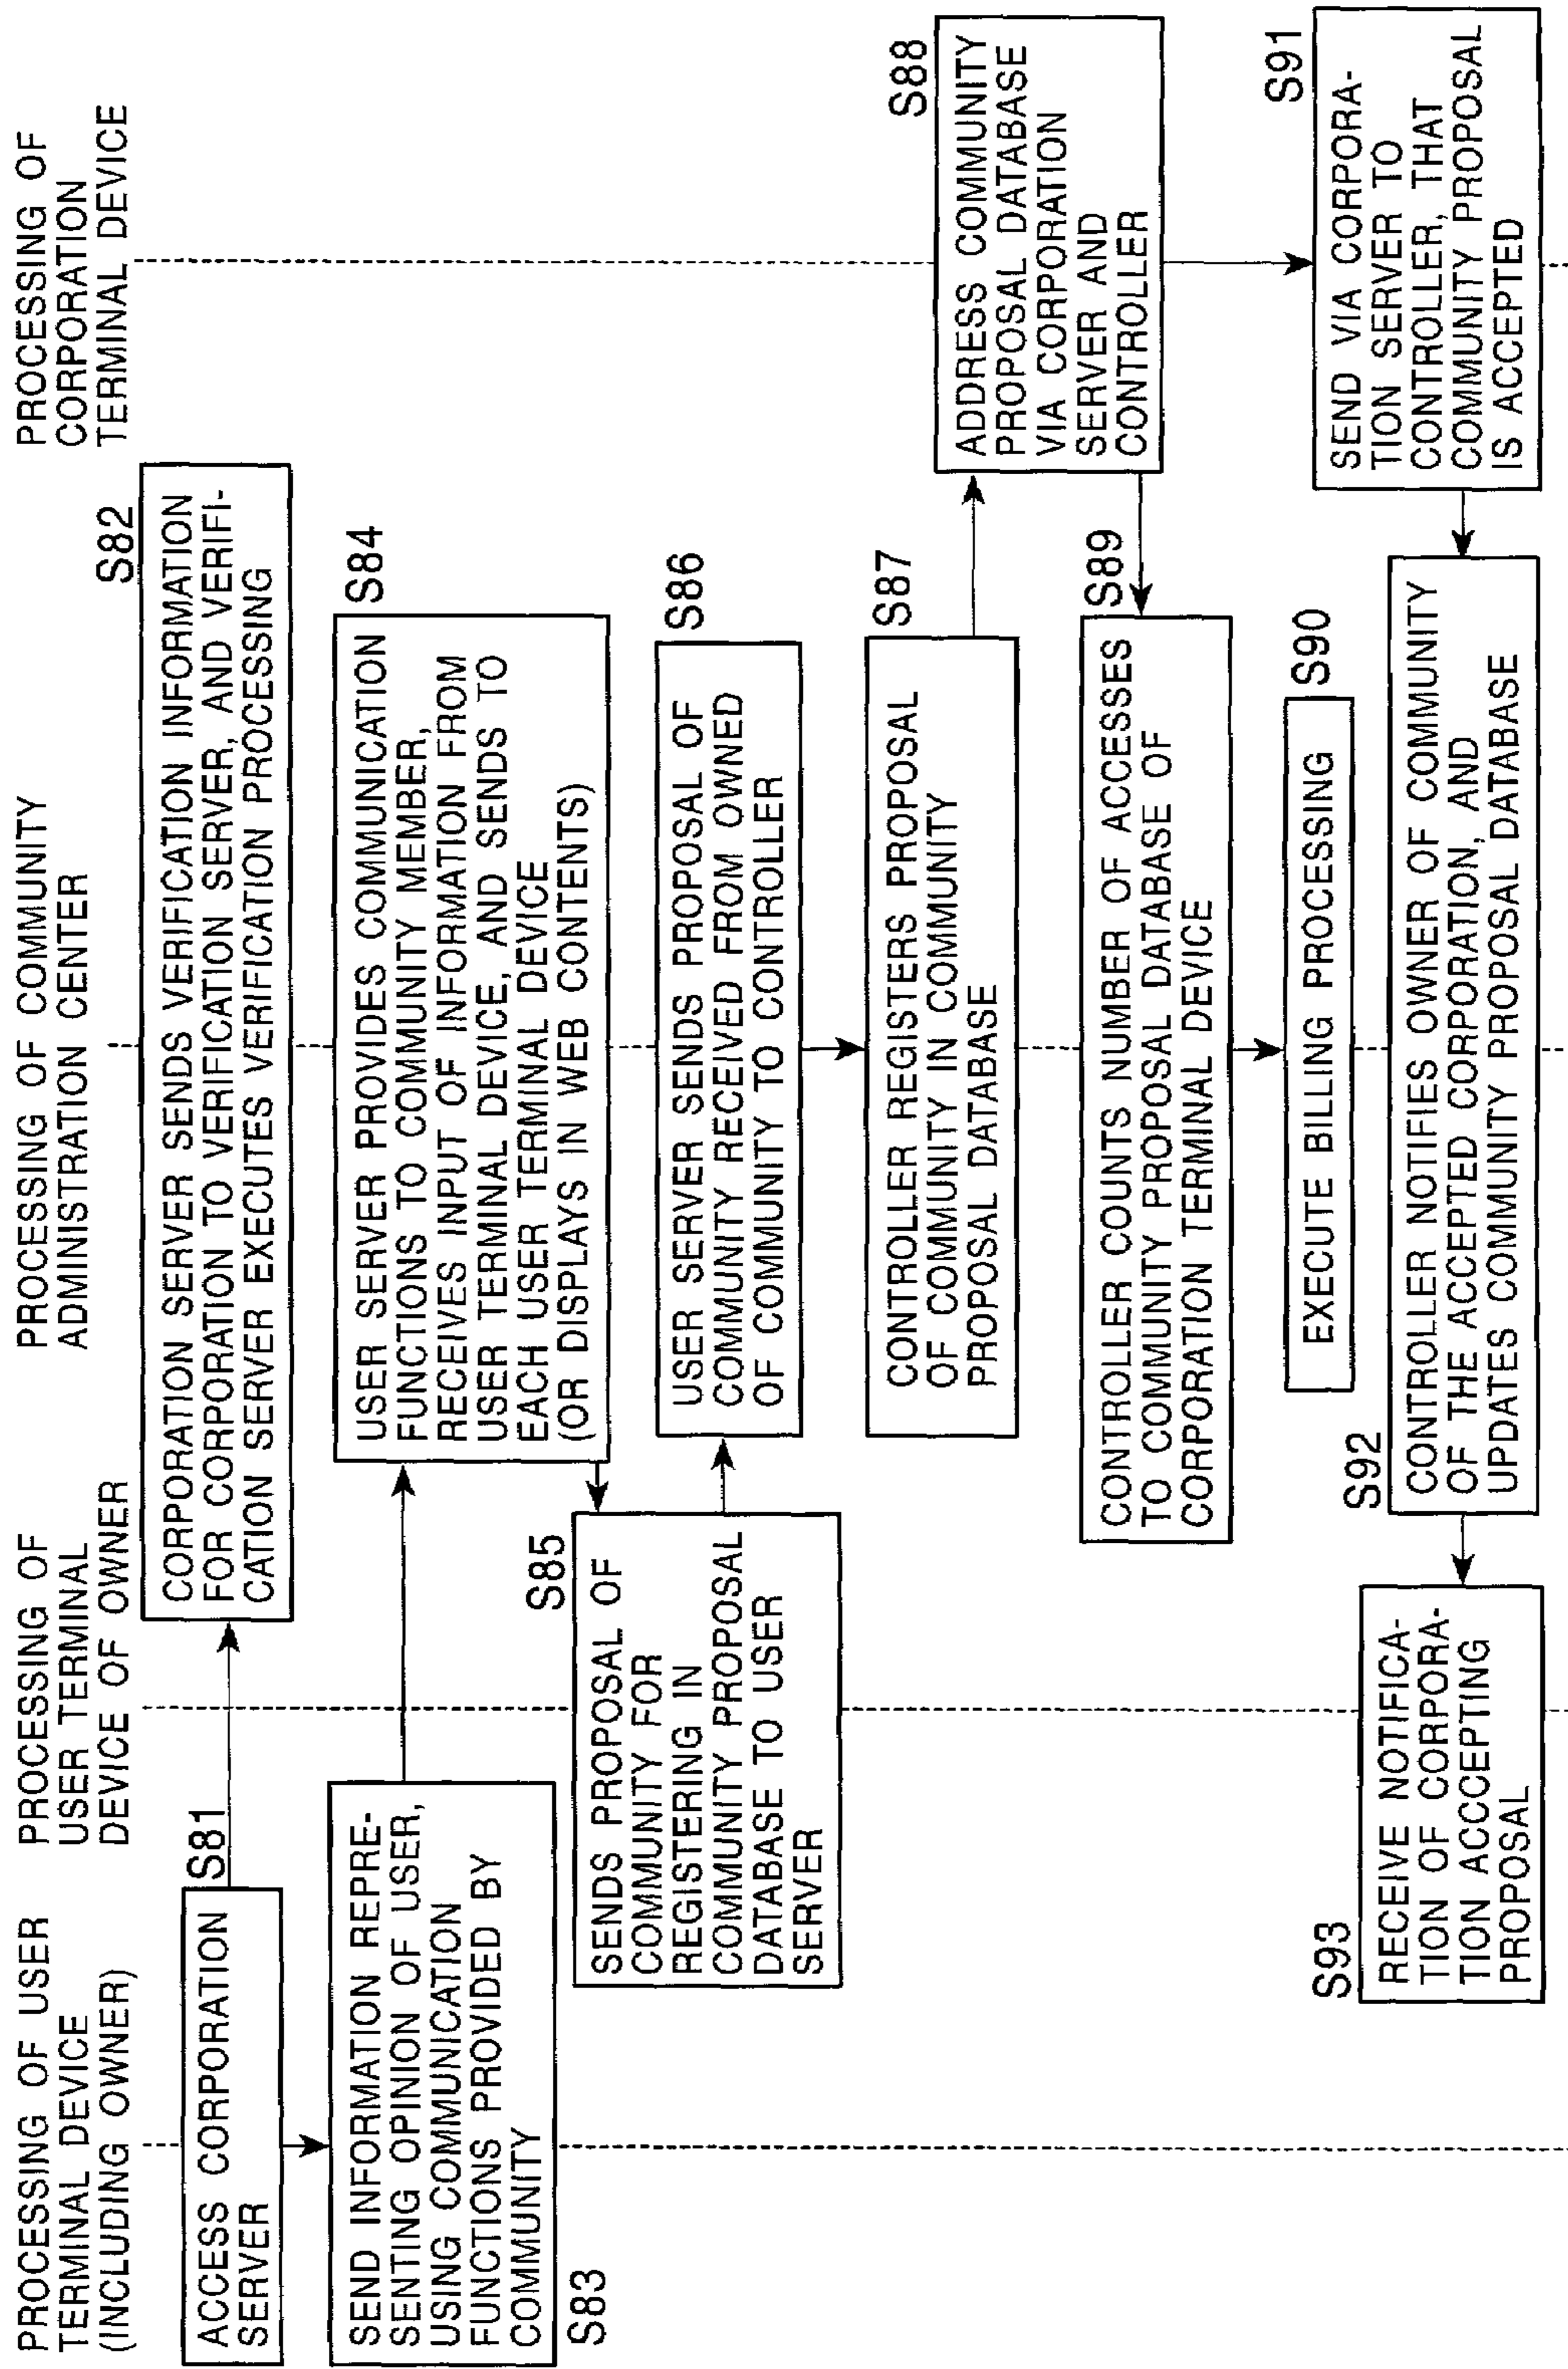 PROCESSING OF USER
TERMINAL DEVICE
(INCLUDING OWNER)
PROCESSING OF
USER TERMINAL
DEVICE OF OWNER
PROCESSING OF COMMUNITY
ADMINISTRATION CENTER
PROCESSING OF
CORPORATION
TERMINAL DEVICE
S81
ACCESS CORPORATION
SERVER
S82
CORPORATION SERVER SENDS VERIFICATION INFORMATION
FOR CORPORATION TO VERIFICATION SERVER, AND VERIFI-
CATION SERVER EXECUTES VERIFICATION PROCESSING
SEND INFORMATION REPRE-
SENTING OPINION OF USER,
USING COMMUNICATION
FUNCTIONS PROVIDED BY
COMMUNITY
S83
S84
USER SERVER PROVIDES COMMUNICATION
FUNCTIONS TO COMMUNITY MEMBER,
RECEIVES INPUT OF INFORMATION FROM
USER TERMINAL DEVICE, AND SENDS TO
EACH USER TERMINAL DEVICE
(OR DISPLAYS IN WEB CONTENTS)
S85
SENDS PROPOSAL OF
COMMUNITY FOR
REGISTERING IN
COMMUNITY PROPOSAL
DATABASE TO USER
SERVER
S86
USER SERVER SENDS PROPOSAL OF
COMMUNITY RECEIVED FROM OWNED
OF COMMUNITY TO CONTROLLER
S87
CONTROLLER REGISTERS PROPOSAL
OF COMMUNITY IN COMMUNITY
PROPOSAL DATABASE
S88
ADDRESS COMMUNITY
PROPOSAL DATABASE
VIA CORPORATION
SERVER AND
CONTROLLER
S89
CONTROLLER COUNTS NUMBER OF ACCESSES
TO COMMUNITY PROPOSAL DATABASE OF
CORPORATION TERMINAL DEVICE
S90
EXECUTE BILLING PROCESSING
S91
SEND VIA CORPORA-
TION SERVER TO
CONTROLLER, THAT
COMMUNITY PROPOSAL
IS ACCEPTED
S92
CONTROLLER NOTIFIES OWNER OF COMMUNITY
OF THE ACCEPTED CORPORATION, AND
UPDATES COMMUNITY PROPOSAL DATABASE
S93
RECEIVE NOTIFICA-
TION OF CORPORA-
TION ACCCEPTING
PROPOSAL